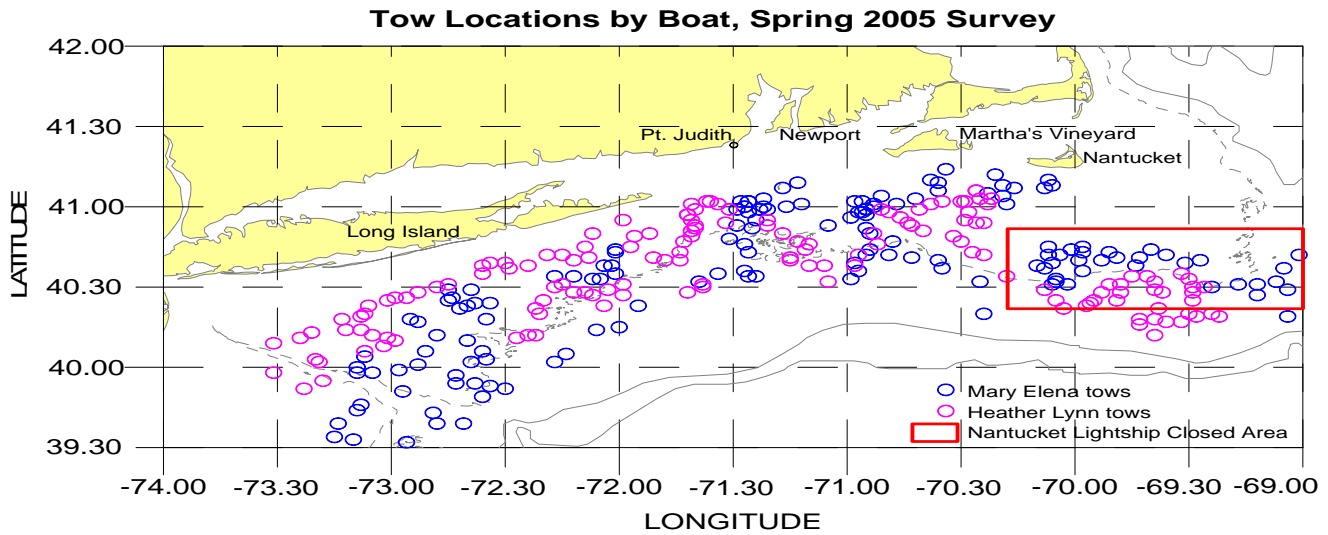 Tow Locations by Boat, Spring 2005 Survey
42.00
41.30
41.00
40.30
40.00
39.30
LATITUDE
Pt. Judith
Newport
Martha's Vineyard
Nantucket
Long Island
Mary Elena tows
Heather Lynn tows
Nantucket Lightship Closed Area
-74.00 -73.30 -73.00 -72.30 -72.00 -71.30 -71.00 -70.30 -70.00 -69.30 -69.00
LONGITUDE